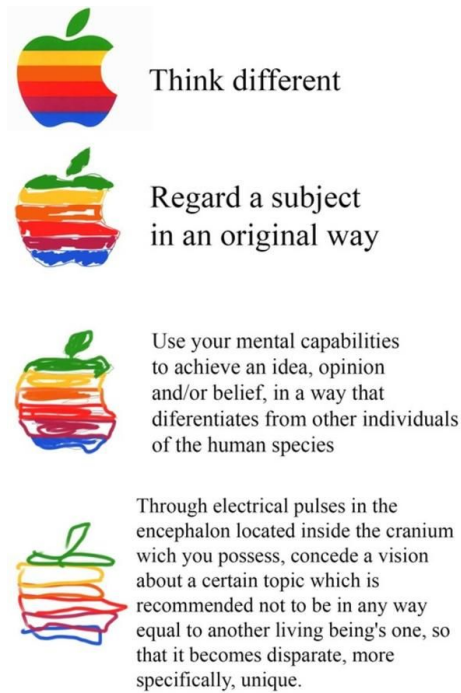 Think different
Regard a subject
in an original way
Use your mental capabilities
to achieve an idea, opinion
and/or belief, in a way that
diferentiates from other individuals
of the human species
Through electrical pulses in the
encephalon located inside the cranium
wich you possess, concede a vision
about a certain topic which is
recommended not to be in any way
equal to another living being's one, so
that it becomes disparate, more
specifically, unique.